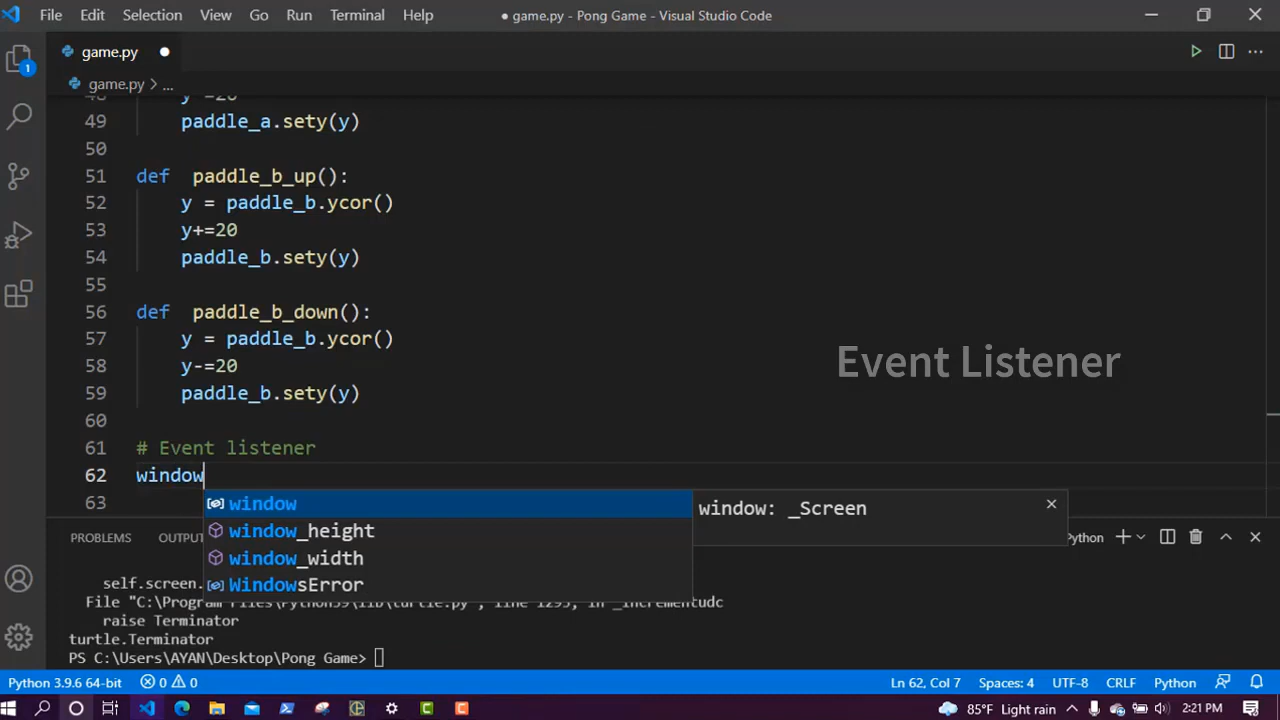 File Edit Selection View Go Run Terminal Help ● game.py - Pong Game - Visual Studio Code
game.py
game.py > ...
1
48 y-=20
49 paddle_a.sety(y)
50
51 def paddle_b_up():
52 y = paddle_b.ycor()
53 y+=20
54 paddle_b.sety(y)
55
56 def paddle_b_down():
57 y = paddle_b.ycor()
58 y-=20
59 paddle_b.sety(y)
60
61 # Event listener
62 window
63
Event Listener
window
window_height
window_width
WindowsError
window: _Screen
PROBLEMS OUTPU Python
self.screen.
File "C:\Program Files\Python39\lib\turtle.py", line 1293, in _incrementudc
raise Terminator
turtle.Terminator
PS C:\Users\AYAN\Desktop\Pong Game>
Python 3.9.6 64-bit 0 0 Ln 62, Col 7 Spaces: 4 UTF-8 CRLF Python
85°F Light rain 2:21 PM